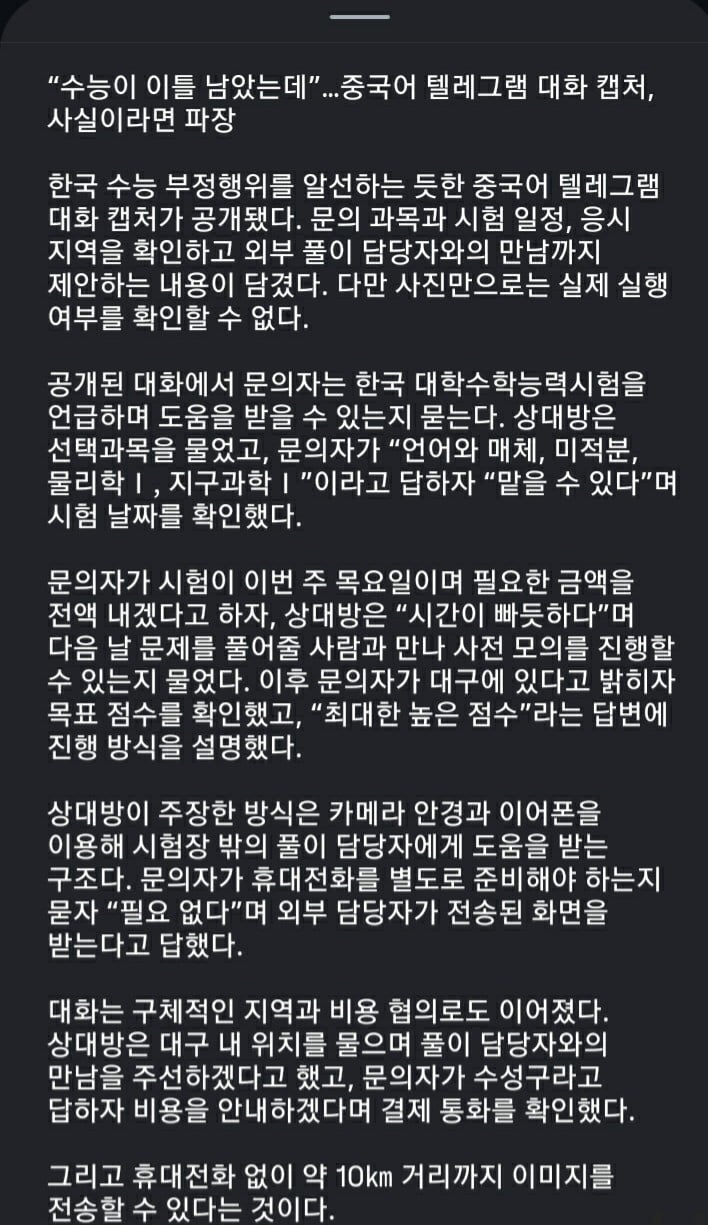 “수능이 이틀 남았는데”...중국어 텔레그램 대화 캡처,
사실이라면 파장
한국 수능 부정행위를 알선하는 듯한 중국어 텔레그램
대화 캡처가 공개됐다. 문의 과목과 시험 일정, 응시
지역을 확인하고 외부 풀이 담당자와의 만남까지
제안하는 내용이 담겼다. 다만 사진만으로는 실제 실행
여부를 확인할 수 없다.
공개된 대화에서 문의자는 한국 대학수학능력시험을
언급하며 도움을 받을 수 있는지 묻는다. 상대방은
선택과목을 물었고, 문의자가 “언어와 매체, 미적분,
물리학Ⅰ, 지구과학Ⅰ”이라고 답하자 “맡을 수 있다”며
시험 날짜를 확인했다.
문의자가 시험이 이번 주 목요일이며 필요한 금액을
전액 내겠다고 하자, 상대방은 “시간이 빠듯하다”며
다음 날 문제를 풀어줄 사람과 만나 사전 모의를 진행할
수 있는지 물었다. 이후 문의자가 대구에 있다고 밝히자
목표 점수를 확인했고, “최대한 높은 점수”라는 답변에
진행 방식을 설명했다.
상대방이 주장한 방식은 카메라 안경과 이어폰을
이용해 시험장 밖의 풀이 담당자에게 도움을 받는
구조다. 문의자가 휴대전화를 별도로 준비해야 하는지
묻자 “필요 없다”며 외부 담당자가 전송된 화면을
받는다고 답했다.
대화는 구체적인 지역과 비용 협의로도 이어졌다.
상대방은 대구 내 위치를 물으며 풀이 담당자와의
만남을 주선하겠다고 했고, 문의자가 수성구라고
답하자 비용을 안내하겠다며 결제 통화를 확인했다.
그리고 휴대전화 없이 약 10㎞ 거리까지 이미지를
전송할 수 있다는 것이다.